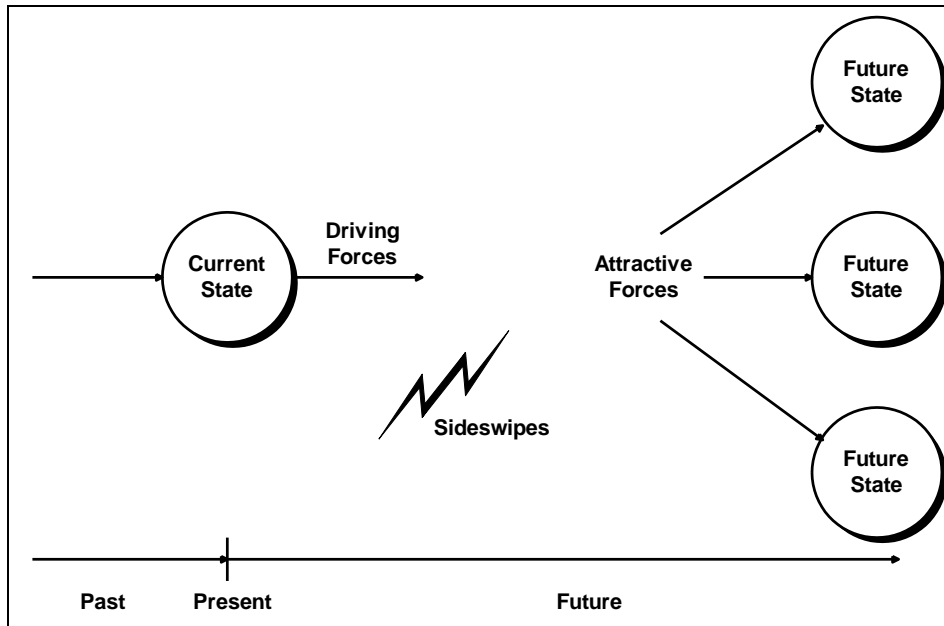 Future
State
Driving
Forces
Current
State
Attractive
Forces
Future
State
Sideswipes
Future
State
Past
Present
Future